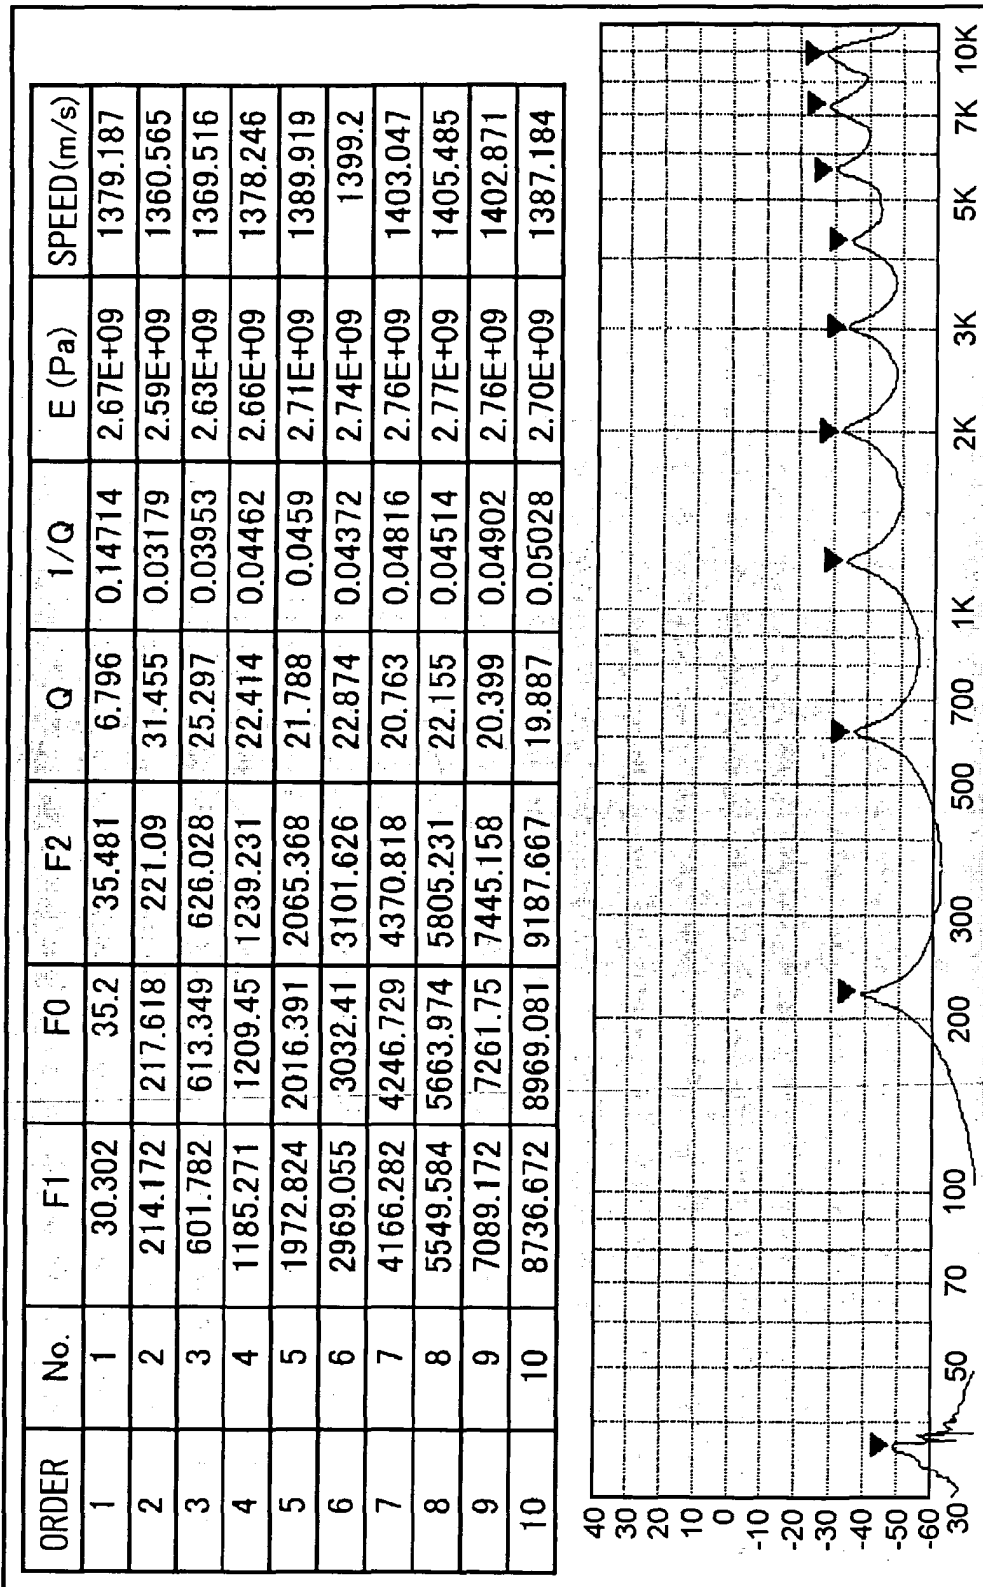 ORDER No. F1 F0 F2 Q 1/Q E (Pa) SPEED(m/s)
1 1 30.302 35.2 35.481 6.796 0.14714 2.67E+09 1379.187
2 2 214.172 217.618 221.09 31.455 0.03179 2.59E+09 1360.565
3 3 601.782 613.349 626.028 25.297 0.03953 2.63E+09 1369.516
4 4 1185.271 1209.45 1239.231 22.414 0.04462 2.66E+09 1378.246
5 5 1972.824 2016.391 2065.368 21.788 0.0459 2.71E+09 1389.919
6 6 2969.055 3032.41 3101.626 22.874 0.04372 2.74E+09 1399.2
7 7 4166.282 4246.729 4370.818 20.763 0.04816 2.76E+09 1403.047
8 8 5549.584 5663.974 5805.231 22.155 0.04514 2.77E+09 1405.485
9 9 7089.172 7261.75 7445.158 20.399 0.04902 2.76E+09 1402.871
10 10 8736.672 8969.081 9187.667 19.887 0.05028 2.70E+09 1387.184
40
30
20
10
0
-10
-20
-30
-40
-50
-60
30 50 70 100 200 300 500 700 1K 2K 3K 5K 7K 10K